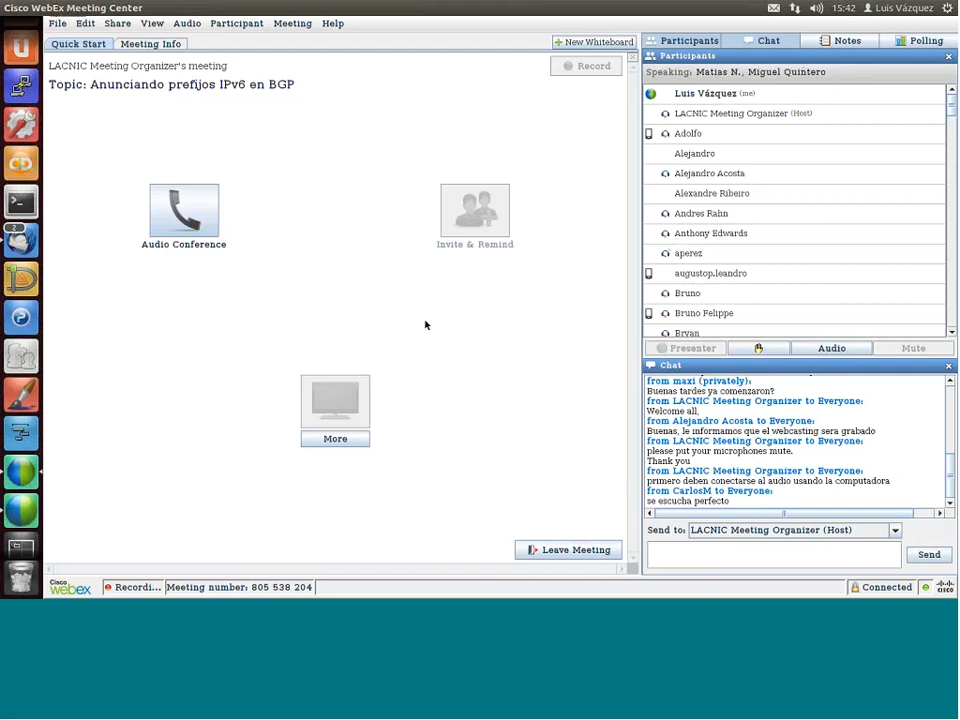 Cisco WebEx Meeting Center
15:42
Luis Vázquez
File Edit Share View Audio Participant Meeting Help
Quick Start
Meeting Info
New Whiteboard
LACNIC Meeting Organizer's meeting
Record
Topic: Anunciando prefijos IPv6 en BGP
Audio Conference
Invite & Remind
More
Leave Meeting
Participants
Chat
Notes
Polling
Participants
Speaking: Matias N., Miguel Quintero
Luis Vázquez (me)
LACNIC Meeting Organizer (Host)
Adolfo
Alejandro
Alejandro Acosta
Alexandre Ribeiro
Andres Rahn
Anthony Edwards
aperez
augustop.leandro
Bruno
Bruno Felippe
Bryan
Presenter
Audio
Mute
Chat
from maxi (privately):
Buenas tardes ya comenzaron?
from LACNIC Meeting Organizer to Everyone:
Welcome all,
from Alejandro Acosta to Everyone:
Buenas, le informamos que el webcasting sera grabado
from LACNIC Meeting Organizer to Everyone:
please put your microphones mute.
Thank you
from LACNIC Meeting Organizer to Everyone:
primero deben conectarse al audio usando la computadora
from CarlosM to Everyone:
se escucha perfecto
Send to: LACNIC Meeting Organizer (Host)
Send
Cisco webex
Recordi...
Meeting number: 805 538 204
Connected
cisco